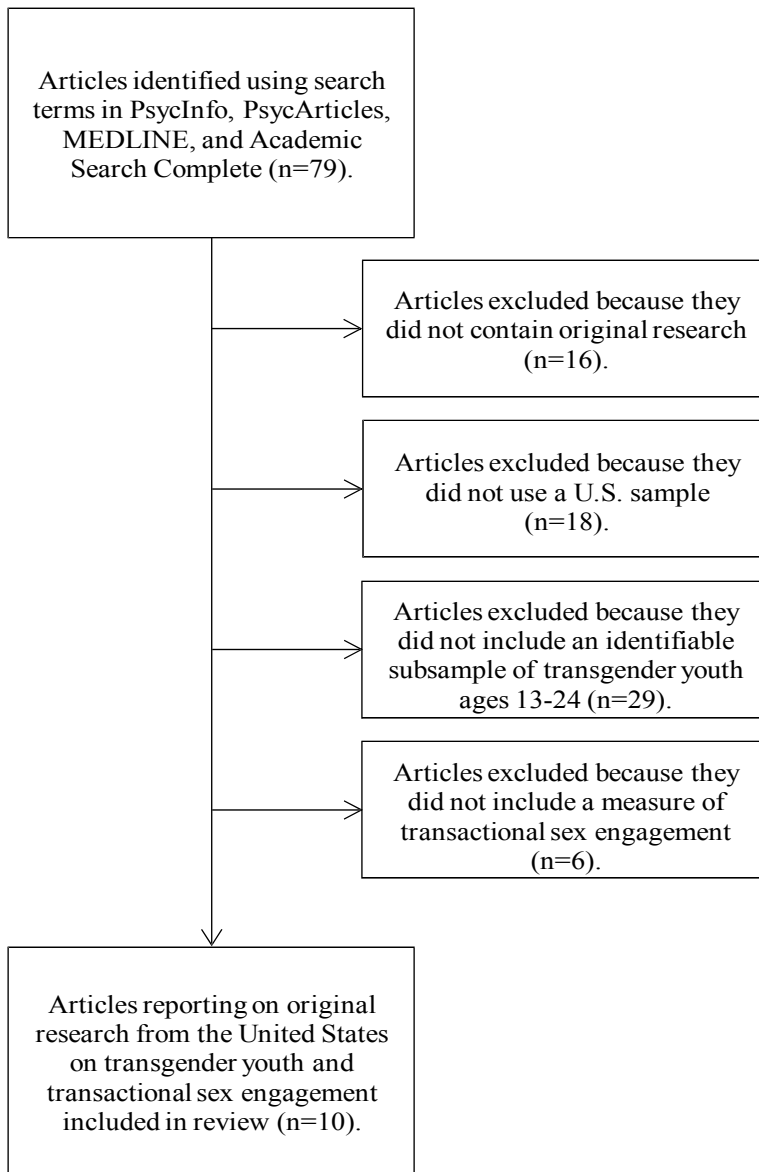 Articles identified using search
terms in PsycInfo, PsycArticles,
MEDLINE, and Academic
Search Complete (n=79).
Articles excluded because they
did not contain original research
(n=16).
Articles excluded because they
did not use a U.S. sample
(n=18).
Articles excluded because they
did not include an identifiable
subsample of transgender youth
ages 13-24 (n=29).
Articles excluded because they
did not include a measure of
transactional sex engagement
(n=6).
Articles reporting on original
research from the United States
on transgender youth and
transactional sex engagement
included in review (n=10).